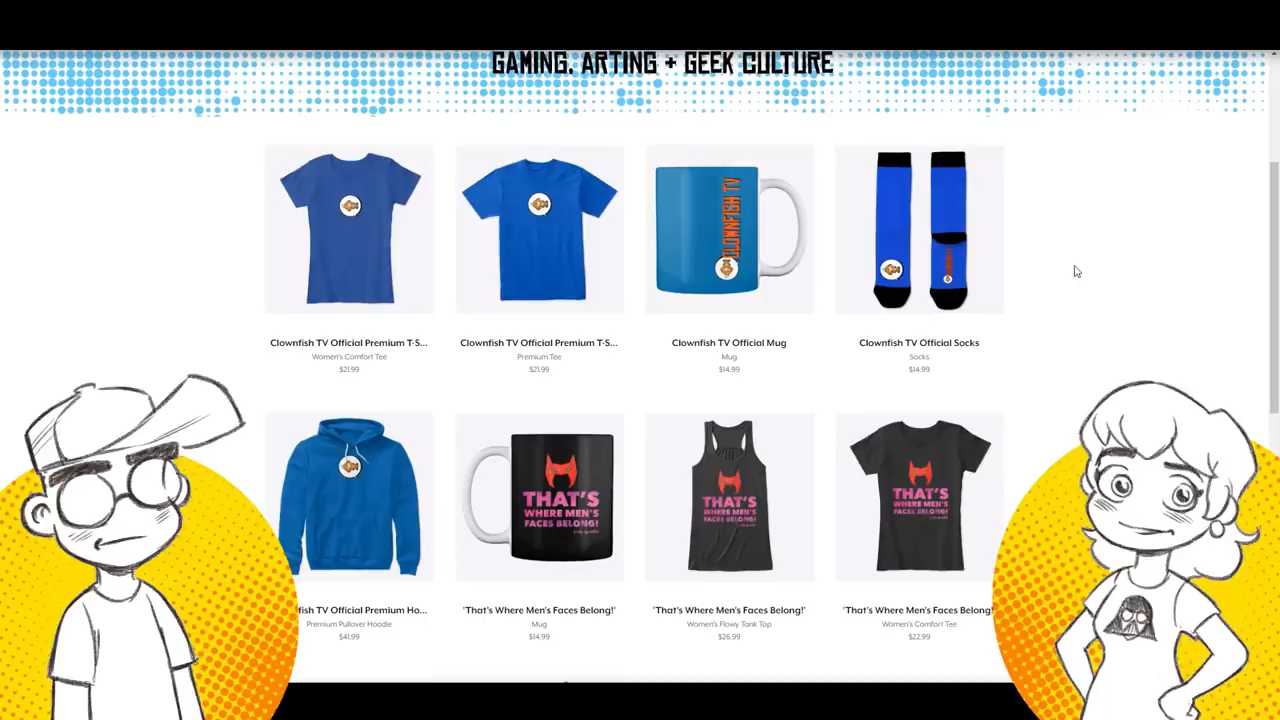 GAMING, ARTING + GEEK CULTURE
CLOWNFISH TV
Clownfish TV Official Premium T-S...
Women's Comfort Tee
$21.99
Clownfish TV Official Premium T-S...
Premium Tee
$21.99
Clownfish TV Official Mug
Mug
$14.99
Clownfish TV Official Socks
Socks
$14.99
THAT'S
WHERE MEN'S
FACES BELONG!
THAT'S
WHERE MEN'S
FACES BELONG!
THAT'S
WHERE MEN'S
FACES BELONG!
fish TV Official Premium Ho...
Premium Pullover Hoodie
$41.99
'That's Where Men's Faces Belong!'
Mug
$14.99
'That's Where Men's Faces Belong!'
Women's Flowy Tank Top
$26.99
'That's Where Men's Faces Belong!
Women's Comfort Tee
$22.99